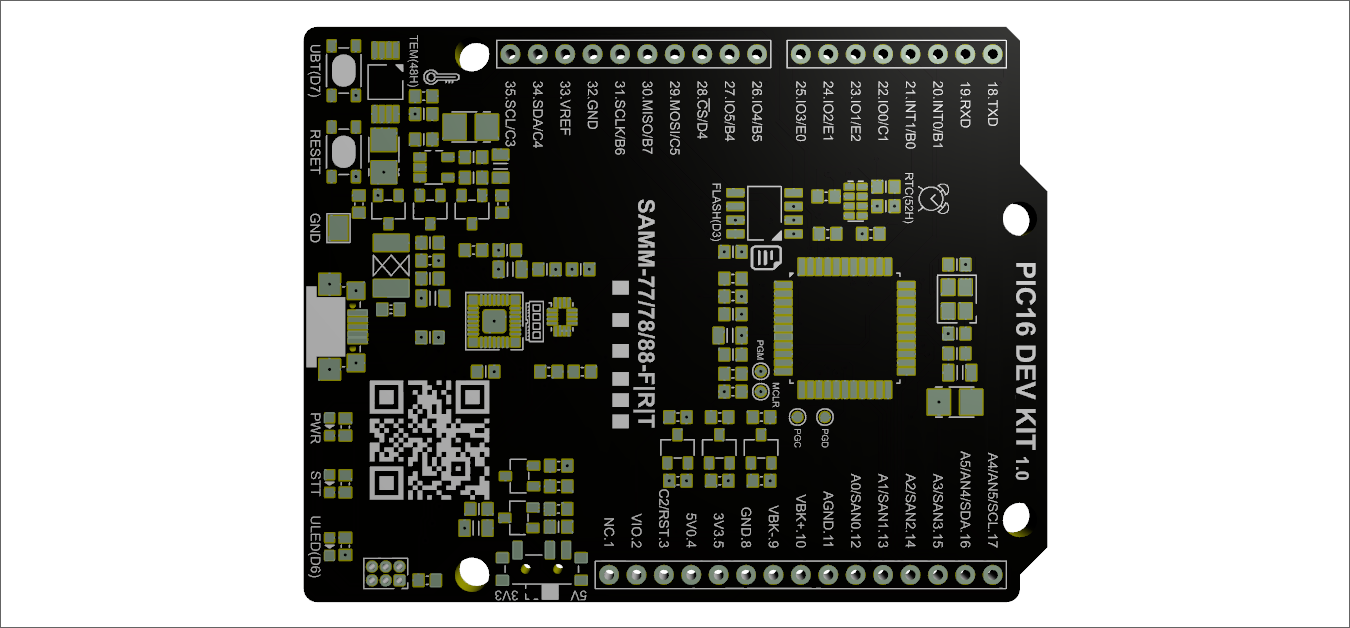 UBT(D7)
TEM(48H)
RESET
GND
PWR
STT
ULED(D6)
35.SCL/C3
34.SDA/C4
33.VREF
32.GND
31.SCLK/B6
30.MISO/B7
29.MOSI/C5
28.CS/D4
27.IO5/B4
26.IO4/B5
25.IO3/E0
24.IO2/E1
23.IO1/E2
22.IO0/C1
21.INT1/B0
20.INT0/B1
19.RXD
18.TXD
FLASH(D3)
RTC(52H)
SAMM-77/78/88-F|R|T
PIC16 DEV KIT 1.0
PGM
MCLR
PGC
PGD
NC.1
VIO.2
C2/RST.3
5V0.4
3V3.5
GND.8
VBK-.9
VBK+.10
AGND.11
A0/SAN0.12
A1/SAN1.13
A2/SAN2.14
A3/SAN3.15
A5/AN4/SDA.16
A4/AN5/SCL.17
3V3
5V